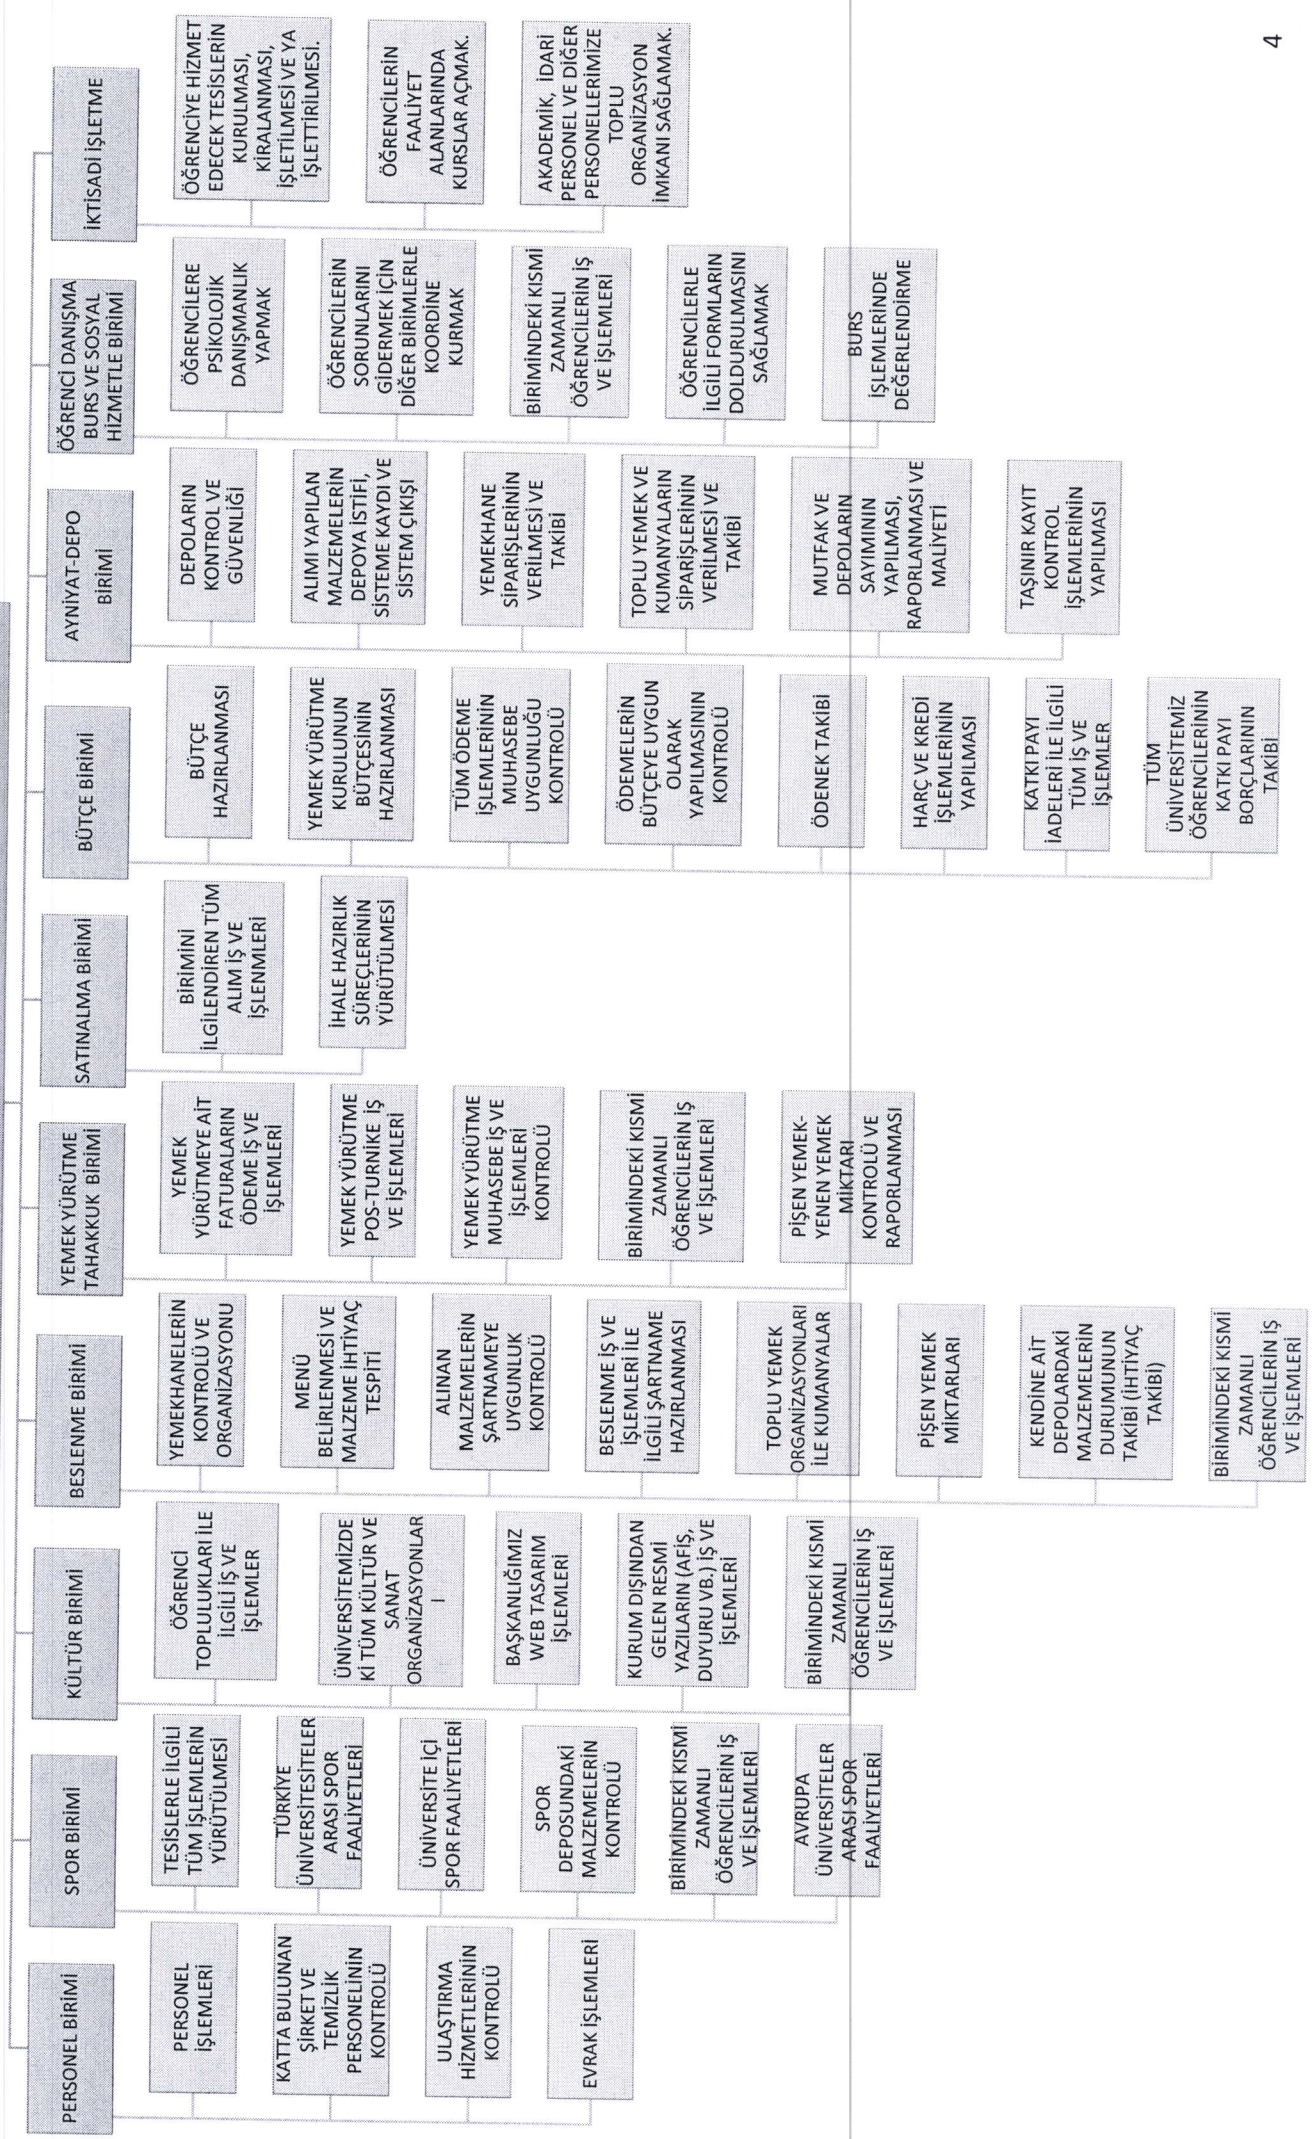 PERSONEL BİRİMİ
PERSONEL
İŞLEMLERİ
KATTA BULUNAN
ŞİRKET VE
TEMİZLİK
PERSONELİNİN
KONTROLÜ
ULAŞTIRMA
HİZMETLERİNİN
KONTROLÜ
EVRAK İŞLEMLERİ
SPOR BİRİMİ
TESİSLERLE İLGİLİ
TÜM İŞLEMLERİN
YÜRÜTÜLMESİ
TÜRKİYE
ÜNİVERSİTESİTELER
ARASI SPOR
FAALİYETLERİ
ÜNİVERSİTE İÇİ
SPOR FAALİYETLERİ
SPOR
DEPOSUNDAKİ
MALZEMELERİN
KONTROLÜ
BİRİMİNDEKİ KISMİ
ZAMANLI
ÖĞRENCİLERİN İŞ
VE İŞLEMLERİ
AVRUPA
ÜNİVERSİTELER
ARASI SPOR
FAALİYETLERİ
KÜLTÜR BİRİMİ
ÖĞRENCİ
TOPLULUKLARI İLE
İLGİLİ İŞ VE
İŞLEMLER
ÜNİVERSİTEMİZDE
Kİ TÜM KÜLTÜR VE
SANAT
ORGANİZASYONLAR
I
BAŞKANLIĞIMIZ
WEB TASARIM
İŞLEMLERİ
KURUM DIŞINDAN
GELEN RESMİ
YAZILARIN (AFİŞ,
DUYURU VB.) İŞ VE
İŞLEMLERİ
BİRİMİNDEKİ KISMİ
ZAMANLI
ÖĞRENCİLERİN İŞ
VE İŞLEMLERİ
BESLENME BİRİMİ
YEMEKHANELERİN
KONTROLÜ VE
ORGANİZASYONU
MENÜ
BELİRLENMESİ VE
MALZEME İHTİYAÇ
TESPİTİ
ALINAN
MALZEMELERİN
ŞARTNAMEYE
UYGUNLUK
KONTROLÜ
BESLENME İŞ VE
İŞLEMLERİ İLE
İLGİLİ ŞARTNAME
HAZIRLANMASI
TOPLU YEMEK
ORGANİZASYONLARI
İLE KUMANYALAR
PİŞEN YEMEK
MİKTARLARI
KENDİNE AİT
DEPOLARDAKİ
MALZEMELERİN
DURUMUNUN
TAKİBİ (İHTİYAÇ
TAKİBİ)
BİRİMİNDEKİ KISMİ
ZAMANLI
ÖĞRENCİLERİN İŞ
VE İŞLEMLERİ
YEMEK YÜRÜTME
TAHAKKUK BİRİMİ
YEMEK
YÜRÜTMEYE AİT
FATURALARIN
ÖDEME İŞ VE
İŞLEMLERİ
YEMEK YÜRÜTME
POS-TURNİKE İŞ
VE İŞLEMLERİ
YEMEK YÜRÜTME
MUHASEBE İŞ VE
İŞLEMLERİ
KONTROLÜ
BİRİMİNDEKİ KISMİ
ZAMANLI
ÖĞRENCİLERİN İŞ
VE İŞLEMLERİ
PİŞEN YEMEK-
YENEN YEMEK
MİKTARI
KONTROLÜ VE
RAPORLANMASI
SATINALMA BİRİMİ
BİRİMİNİ
İLGİLENDİREN TÜM
ALIM İŞ VE
İŞLENMLERİ
İHALE HAZIRLIK
SÜREÇLERİNİN
YÜRÜTÜLMESİ
BÜTÇE BİRİMİ
BÜTÇE
HAZIRLANMASI
YEMEK YÜRÜTME
KURULUNUN
BÜTÇESİNİN
HAZIRLANMASI
TÜM ÖDEME
İŞLEMLERİNİN
MUHASEBE
UYGUNLUĞU
KONTROLÜ
ÖDEMELERİN
BÜTÇEYE UYGUN
OLARAK
YAPILMASININ
KONTROLÜ
ÖDENEK TAKİBİ
HARÇ VE KREDİ
İŞLEMLERİNİN
YAPILMASI
KATKI PAYI
İADELERİ İLE İLGİLİ
TÜM İŞ VE
İŞLEMLER
TÜM
ÜNİVERSİTEMİZ
ÖĞRENCİLERİNİN
KATKI PAYI
BORÇLARININ
TAKİBİ
AYNİYAT-DEPO
BİRİMİ
DEPOLARIN
KONTROL VE
GÜVENLİĞİ
ALIMI YAPILAN
MALZEMELERİN
DEPOYA İSTİFİ,
SİSTEME KAYDI VE
SİSTEM ÇIKIŞI
YEMEKHANE
SİPARİŞLERİNİN
VERİLMESİ VE
TAKİBİ
TOPLU YEMEK VE
KUMANYALARIN
SİPARİŞLERİNİN
VERİLMESİ VE
TAKİBİ
MUTFAK VE
DEPOLARIN
SAYIMININ
YAPILMASI,
RAPORLANMASI VE
MALİYETİ
TAŞINIR KAYIT
KONTROL
İŞLEMLERİNİN
YAPILMASI
ÖĞRENCİ DANIŞMA
BURS VE SOSYAL
HİZMETLE BİRİMİ
ÖĞRENCİLERE
PSİKOLOJİK
DANIŞMANLIK
YAPMAK
ÖĞRENCİLERİN
SORUNLARINI
GİDERMEK İÇİN
DİĞER BİRİMLERLE
KOORDİNE
KURMAK
BİRİMİNDEKİ KISMİ
ZAMANLI
ÖĞRENCİLERİN İŞ
VE İŞLEMLERİ
ÖĞRENCİLERLE
İLGİLİ FORMLARIN
DOLDURULMASINI
SAĞLAMAK
BURS
İŞLEMLERİNDE
DEĞERLENDİRME
İKTİSADİ İŞLETME
ÖĞRENCİYE HİZMET
EDECEK TESİSLERİN
KURULMASI,
KİRALANMASI,
İŞLETİLMESİ VE YA
İŞLETTİRİLMESİ.
ÖĞRENCİLERİN
FAALİYET
ALANLARINDA
KURSLAR AÇMAK.
AKADEMİK, İDARİ
PERSONEL VE DİĞER
PERSONELLERİMİZE
TOPLU
ORGANİZASYON
İMKANI SAĞLAMAK.
4